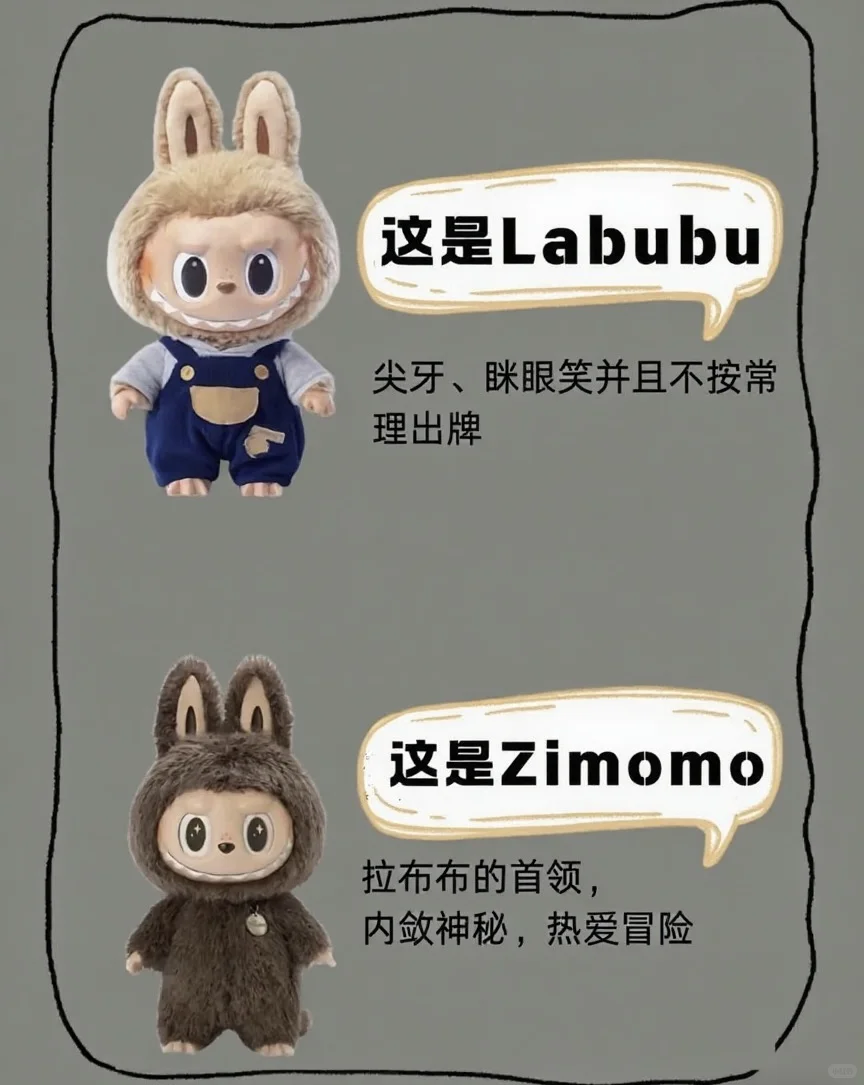 这是Labubu
尖牙、眯眼笑并且不按常
理出牌
这是Zimomo
拉布布的首领，
内敛神秘，热爱冒险